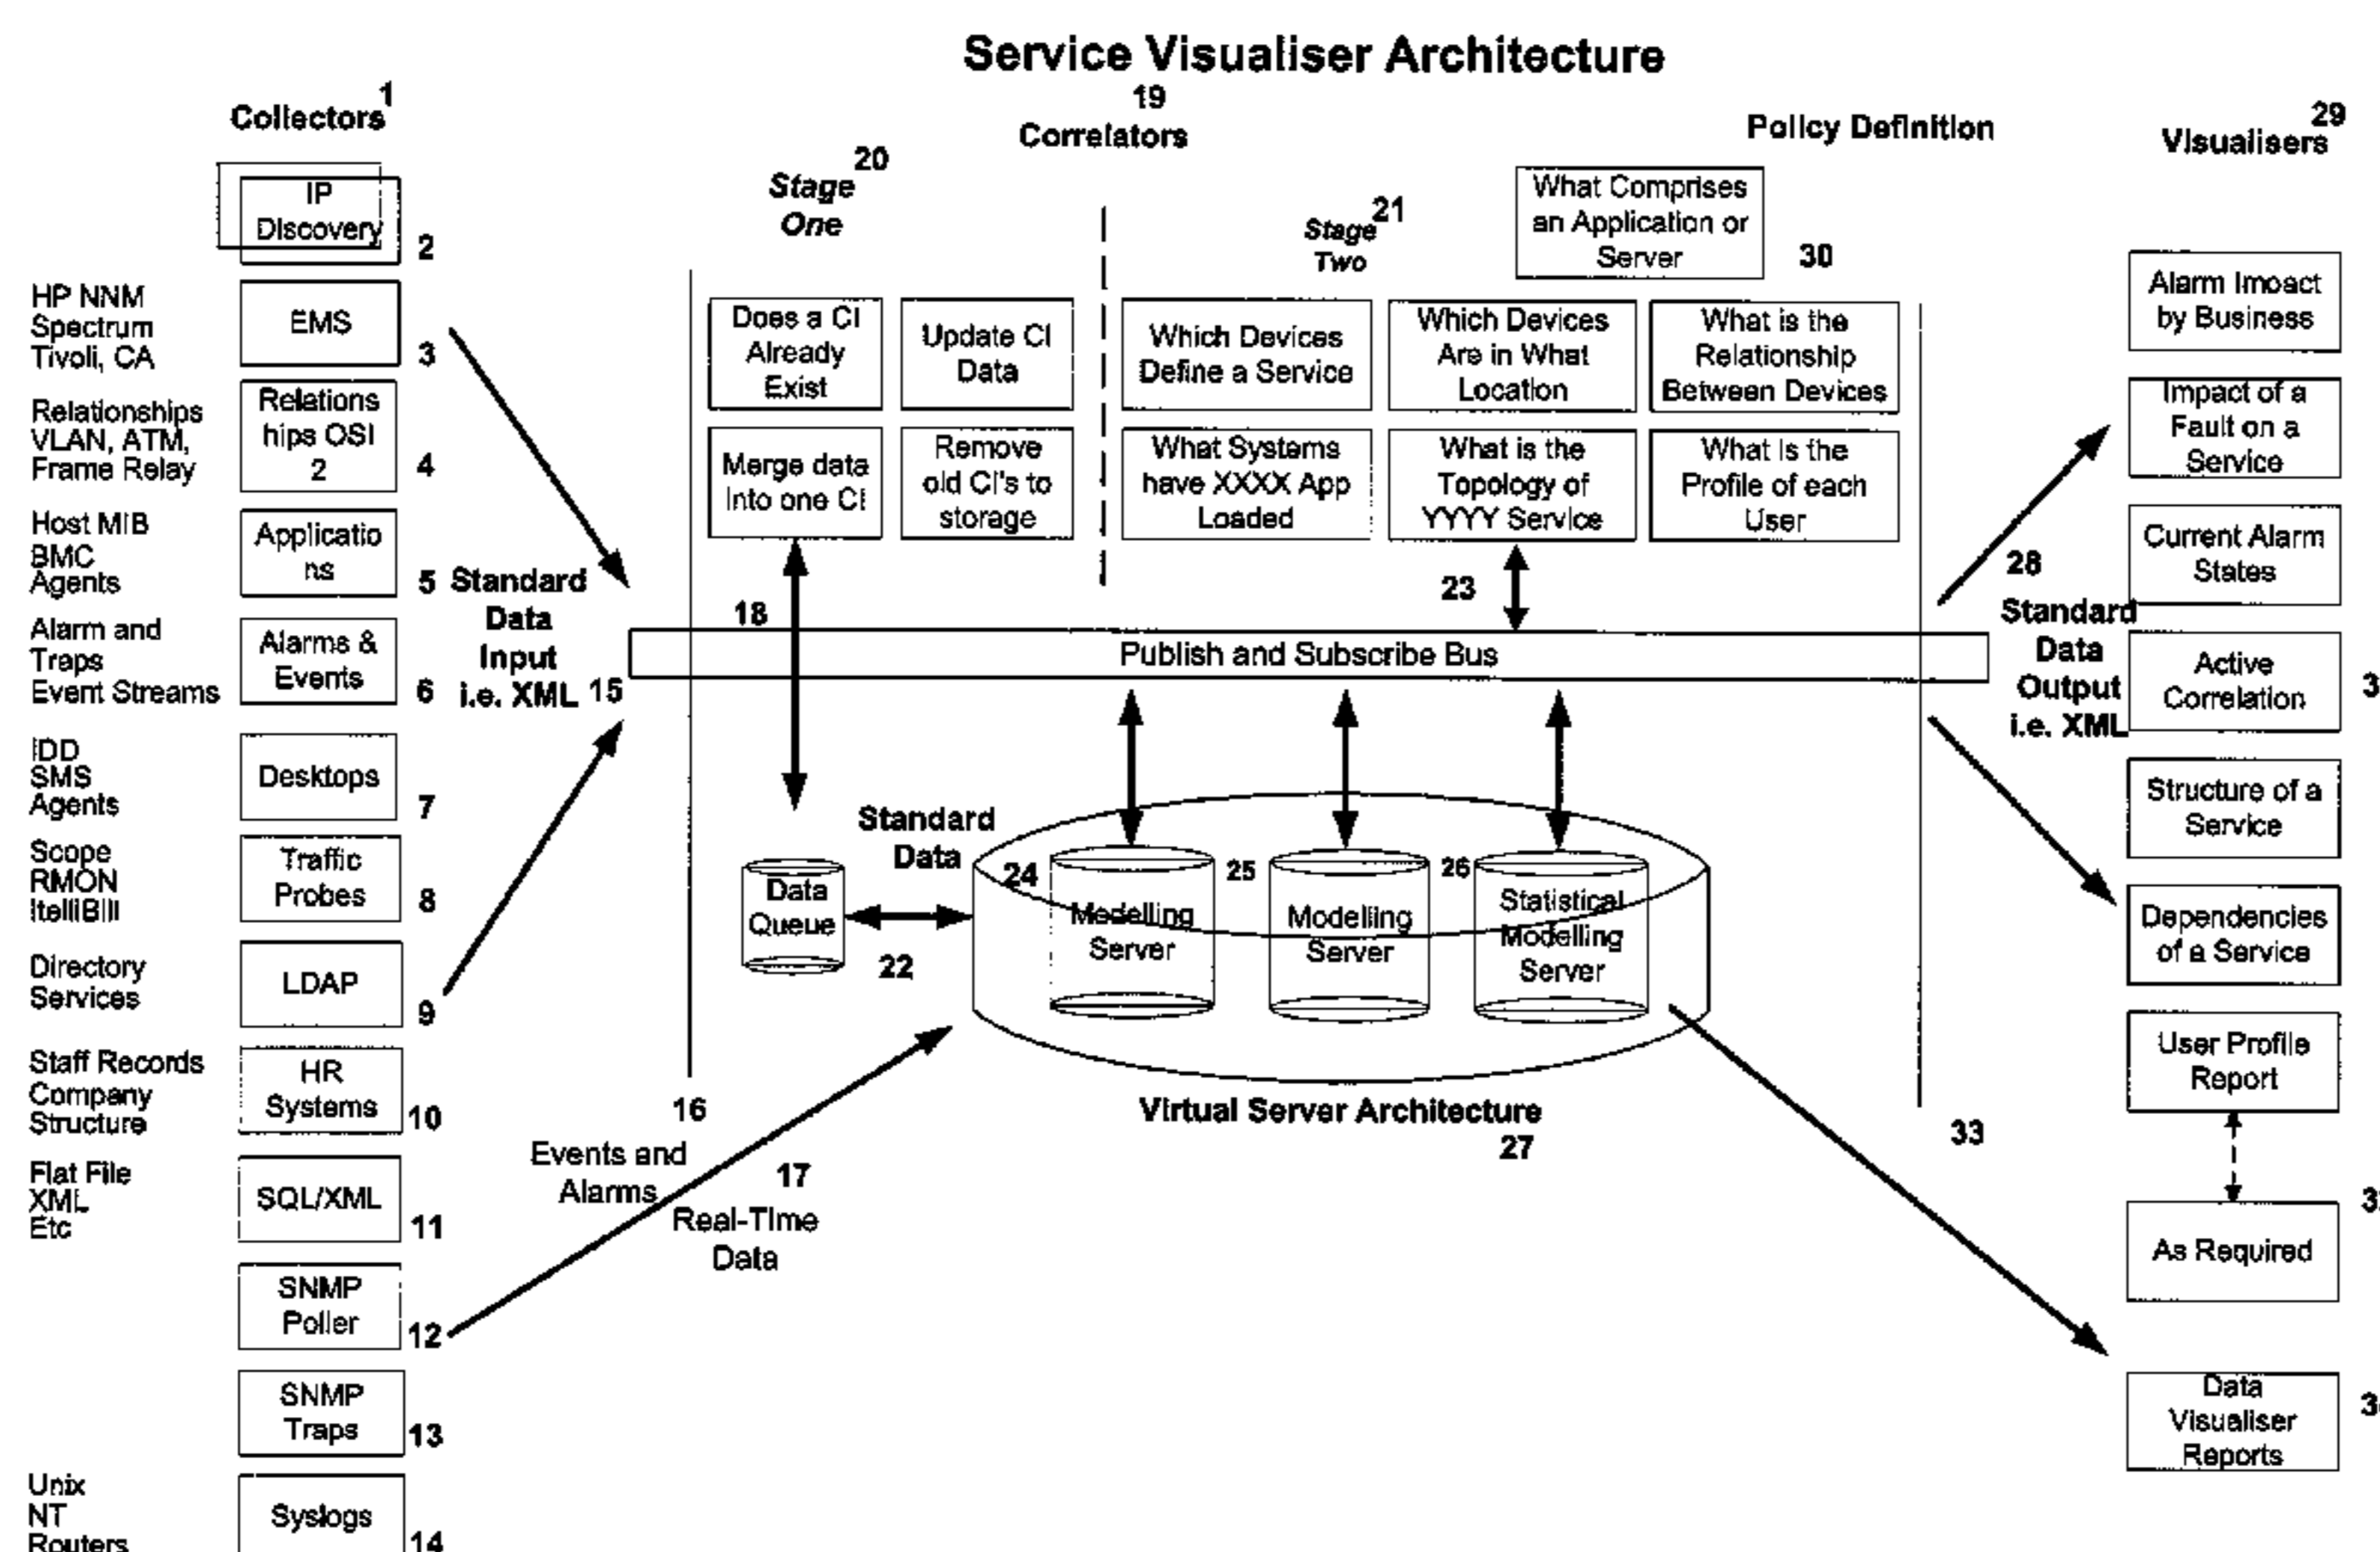 Service Visualiser Architecture
Collectors 1
19
Correlators
Policy Definition
Visualisers 29
IP
Discovery
2
HP NNM
Spectrum
Tivoli, CA
EMS
3
Relationships
VLAN, ATM,
Frame Relay
Relations
hips OSI
2
4
Host MIB
BMC
Agents
Applicatio
ns
5
Alarm and
Traps
Event Streams
Alarms &
Events
6
IDD
SMS
Agents
Desktops
7
Scope
RMON
ItelliBill
Traffic
Probes
8
Directory
Services
LDAP
9
Staff Records
Company
Structure
HR
Systems
10
Flat File
XML
Etc
SQL/XML
11
SNMP
Poller
12
SNMP
Traps
13
Unix
NT
Routers
Syslogs
14
Standard
Data
Input
i.e. XML 15
16
Events and
Alarms
17
Real-Time
Data
Stage 20
One
Does a CI
Already
Exist
Update CI
Data
Merge data
into one CI
Remove
old CI's to
storage
18
Stage 21
Two
What Comprises
an Application or
Server
30
Which Devices
Define a Service
Which Devices
Are in What
Location
What is the
Relationship
Between Devices
What Systems
have XXXX App
Loaded
What is the
Topology of
YYYY Service
What is the
Profile of each
User
23
Publish and Subscribe Bus
Standard
Data
Data
Queue
22
24
Modelling
Server
25
Modelling
Server
26
Statistical
Modelling
Server
Virtual Server Architecture
27
28
Standard
Data
Output
i.e. XML
33
Alarm Imoact
by Business
Impact of a
Fault on a
Service
Current Alarm
States
Active
Correlation
Structure of a
Service
Dependencies
of a Service
User Profile
Report
As Required
Data
Visualiser
Reports